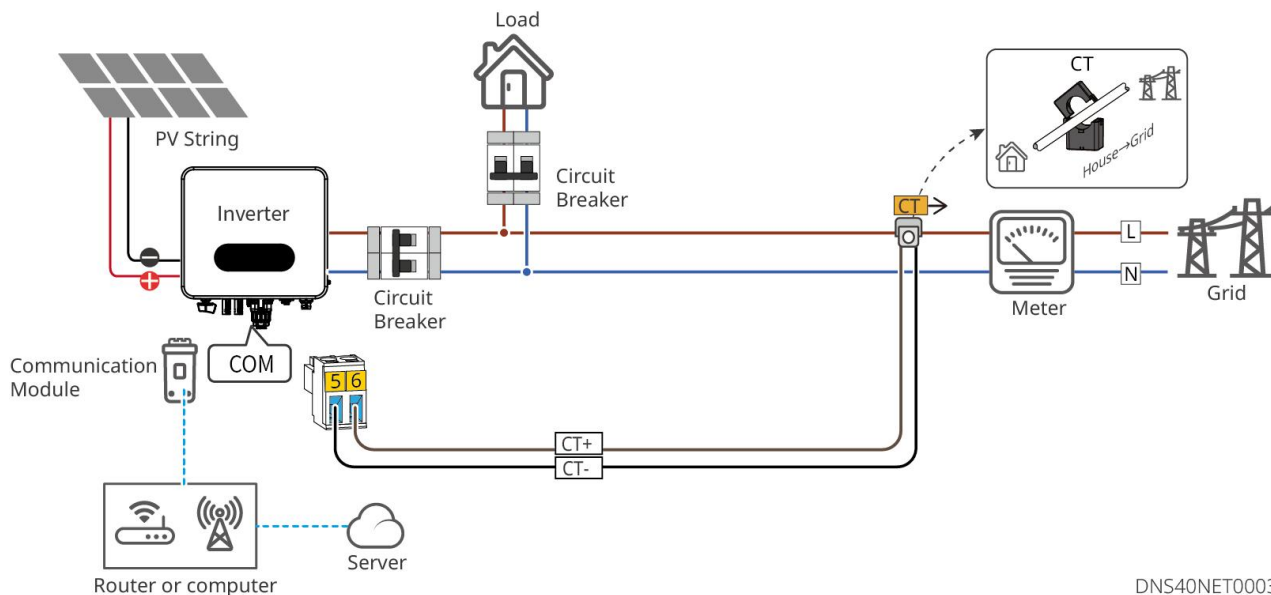 Load
CT
House→Grid
PV String
Circuit
Breaker
Inverter
CT
L
N
Circuit
Breaker
Meter
Grid
Communication
Module
COM
5 6
CT+
CT-
Server
Router or computer
DNS40NET0003